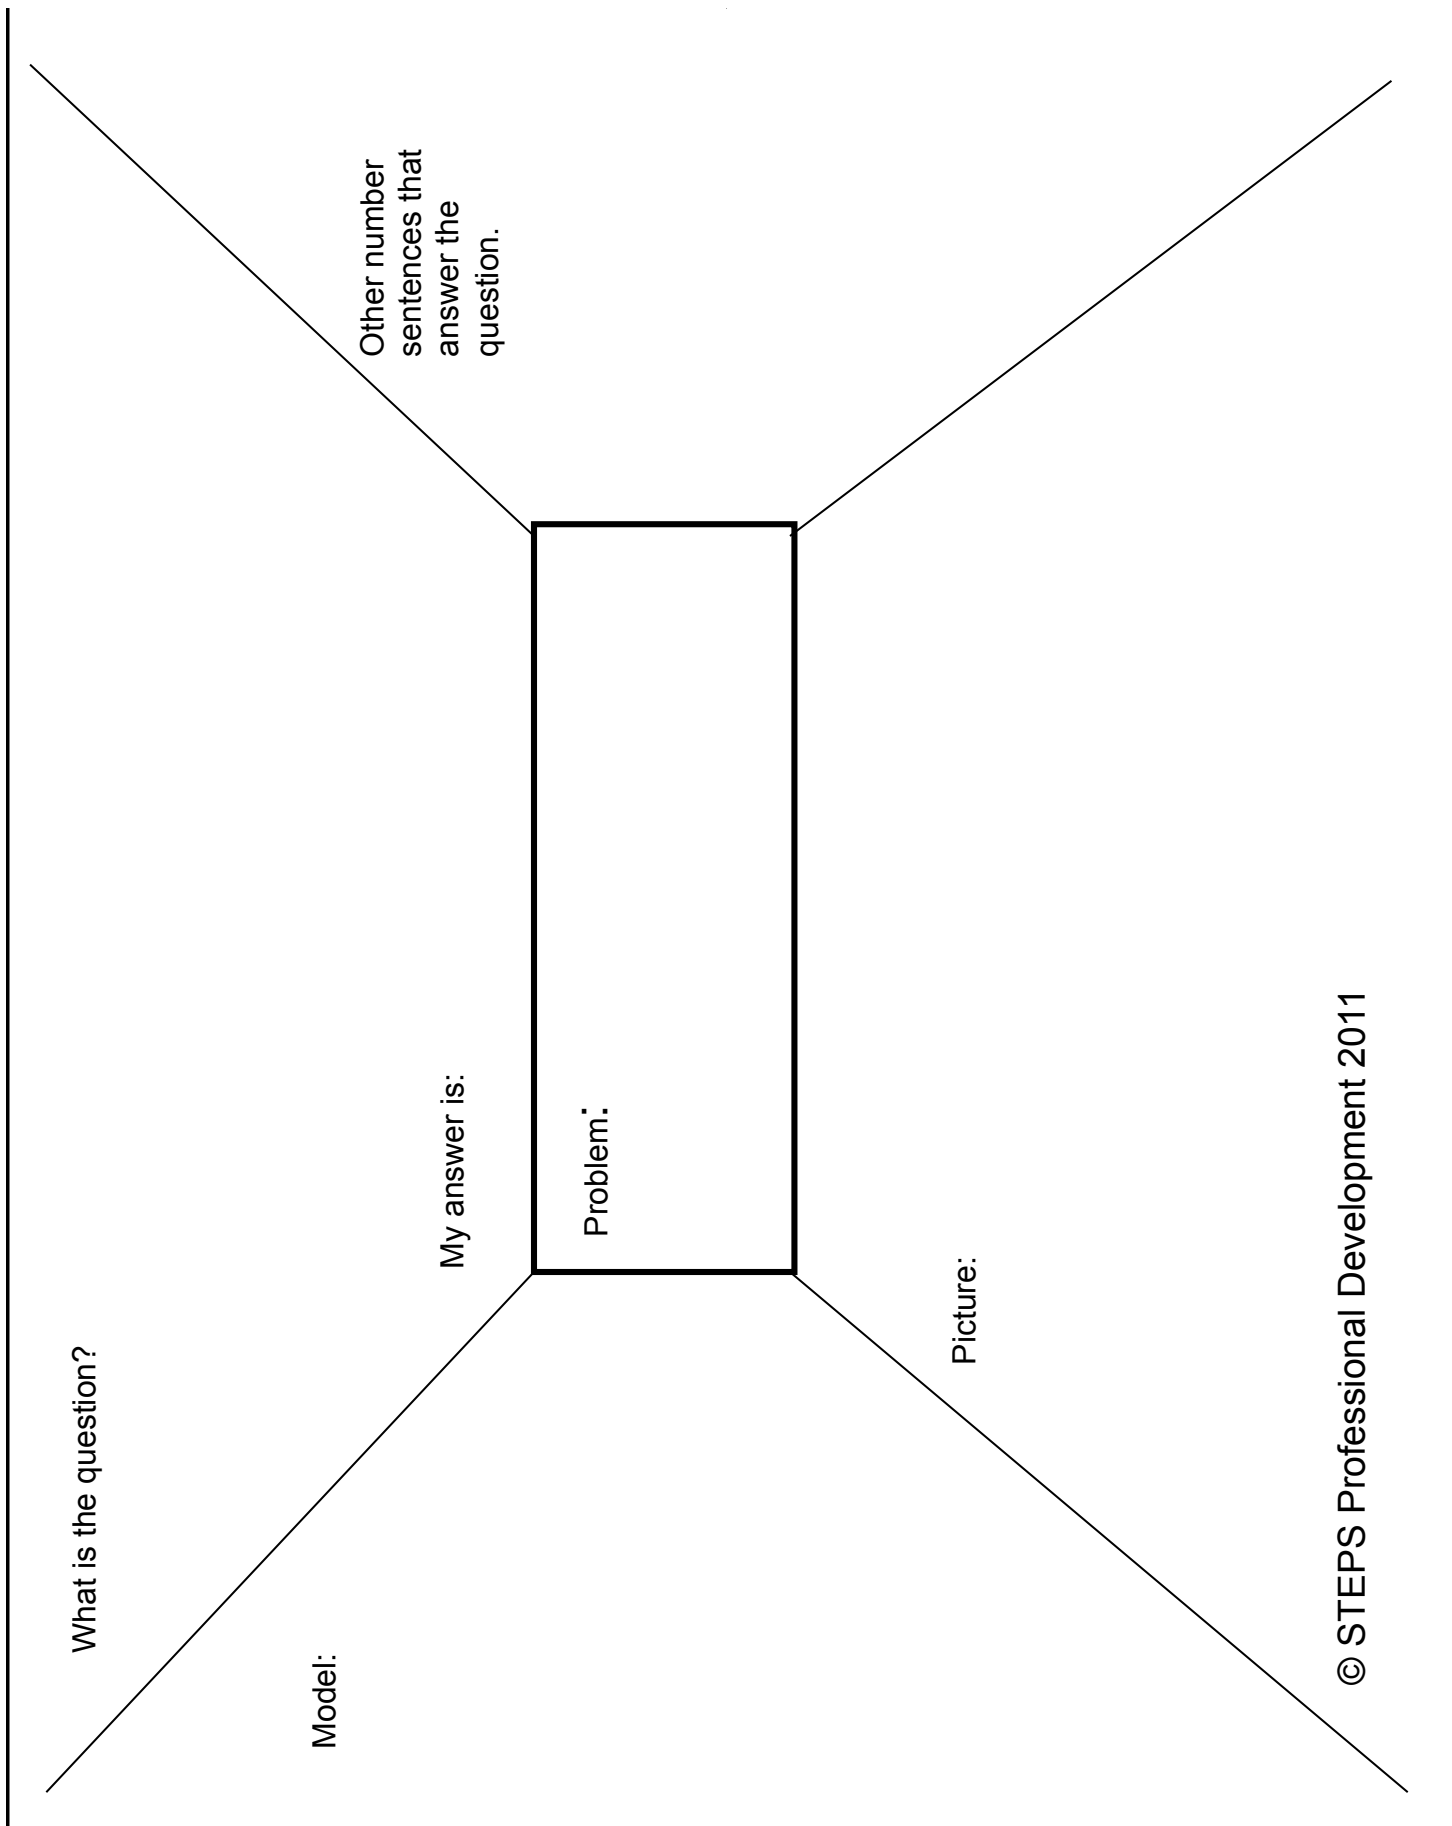 What is the question?
My answer is:
Model:
Problem:
Other number
sentences that
answer the
question.
Picture:
© STEPS Professional Development 2011